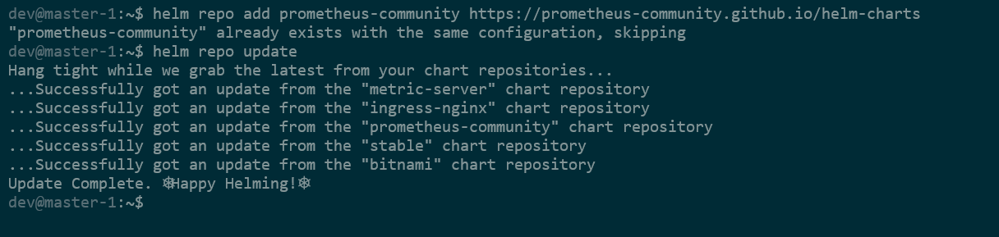 dev@master-1:~$ helm repo add prometheus-community https://prometheus-community.github.io/helm-charts
"prometheus-community" already exists with the same configuration, skipping
dev@master-1:~$ helm repo update
Hang tight while we grab the latest from your chart repositories...
...Successfully got an update from the "metric-server" chart repository
...Successfully got an update from the "ingress-nginx" chart repository
...Successfully got an update from the "prometheus-community" chart repository
...Successfully got an update from the "stable" chart repository
...Successfully got an update from the "bitnami" chart repository
Update Complete. ⎈Happy Helming!⎈
dev@master-1:~$